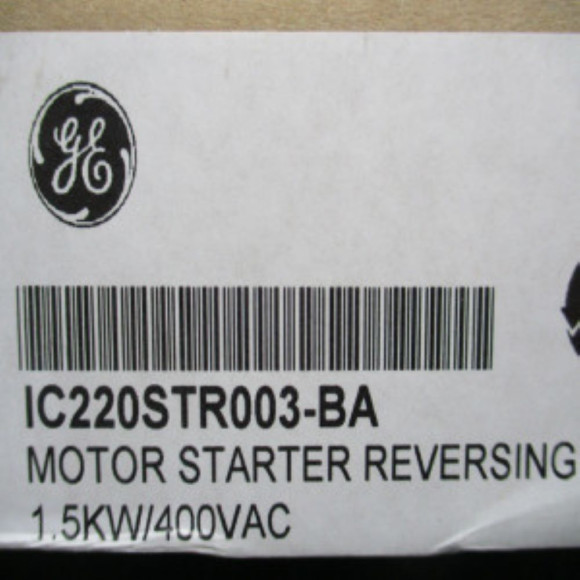 GE
IC220STR003-BA
MOTOR STARTER REVERSING
1.5KW/400VAC